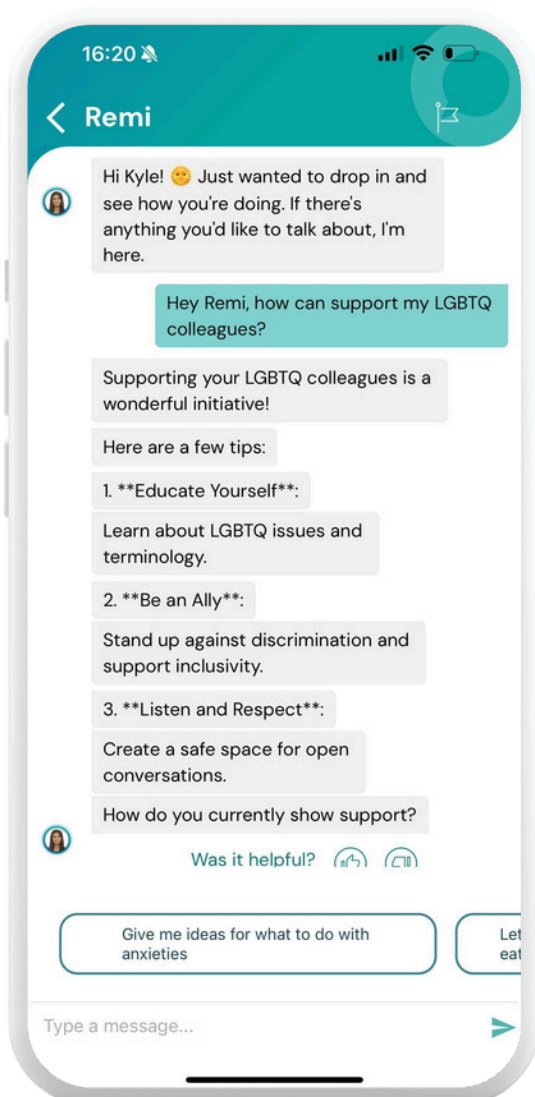 16:20
Remi
Hi Kyle! 🙂 Just wanted to drop in and
see how you're doing. If there's
anything you'd like to talk about, I'm
here.
Hey Remi, how can support my LGBTQ
colleagues?
Supporting your LGBTQ colleagues is a
wonderful initiative!
Here are a few tips:
1. **Educate Yourself**:
Learn about LGBTQ issues and
terminology.
2. **Be an Ally**:
Stand up against discrimination and
support inclusivity.
3. **Listen and Respect**:
Create a safe space for open
conversations.
How do you currently show support?
Was it helpful?
Give me ideas for what to do with
anxieties
Let
eat
Type a message...